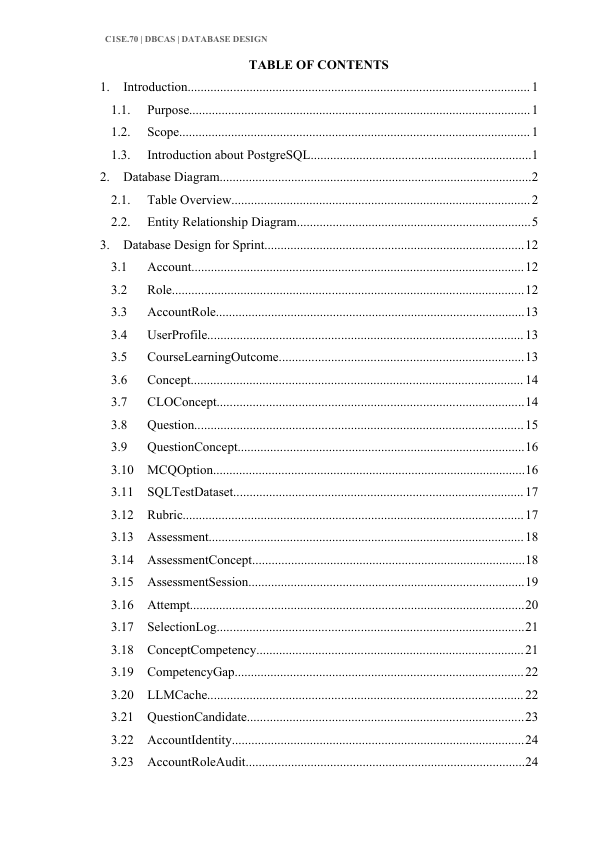 C1SE.70 | DBCAS | DATABASE DESIGN
TABLE OF CONTENTS
1. Introduction 1
1.1. Purpose 1
1.2. Scope 1
1.3. Introduction about PostgreSQL 1
2. Database Diagram 2
2.1. Table Overview 2
2.2. Entity Relationship Diagram 5
3. Database Design for Sprint 12
3.1 Account 12
3.2 Role 12
3.3 AccountRole 13
3.4 UserProfile 13
3.5 CourseLearningOutcome 13
3.6 Concept 14
3.7 CLOConcept 14
3.8 Question 15
3.9 QuestionConcept 16
3.10 MCQOption 16
3.11 SQLTestDataset 17
3.12 Rubric 17
3.13 Assessment 18
3.14 AssessmentConcept 18
3.15 AssessmentSession 19
3.16 Attempt 20
3.17 SelectionLog 21
3.18 ConceptCompetency 21
3.19 CompetencyGap 22
3.20 LLMCache 22
3.21 QuestionCandidate 23
3.22 AccountIdentity 24
3.23 AccountRoleAudit 24